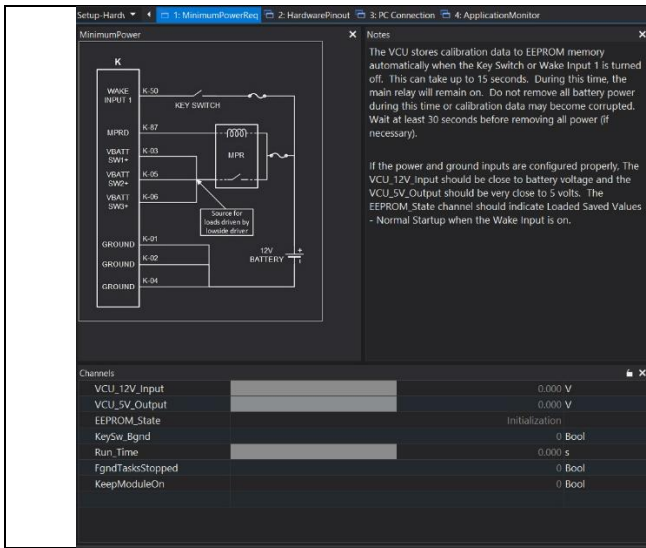 Setup-Hardv
1: MinimumPowerReq
2: HardwarePinout
3: PC Connection
4: ApplicationMonitor
MinimumPower
Notes
K
WAKE
INPUT 1
K-50
KEY SWITCH
MPRD
K-87
MPR
VBATT
SW1+
K-03
VBATT
SW2+
K-05
VBATT
SW3+
K-06
Source for
loads driven by
lowside driver
GROUND
K-01
GROUND
K-02
GROUND
K-04
12V
BATTERY
+
The VCU stores calibration data to EEPROM memory
automatically when the Key Switch or Wake Input 1 is turned
off. This can take up to 15 seconds. During this time, the
main relay will remain on. Do not remove all battery power
during this time or calibration data may become corrupted.
Wait at least 30 seconds before removing all power (if
necessary).
If the power and ground inputs are configured properly, The
VCU_12V_Input should be close to battery voltage and the
VCU_5V_Output should be very close to 5 volts. The
EEPROM_State channel should indicate Loaded Saved Values
- Normal Startup when the Wake Input is on.
Channels
VCU_12V_Input 0.000 V
VCU_5V_Output 0.000 V
EEPROM_State Initialization
KeySw_Bgnd 0 Bool
Run_Time 0.000 s
FgndTasksStopped 0 Bool
KeepModuleOn 0 Bool